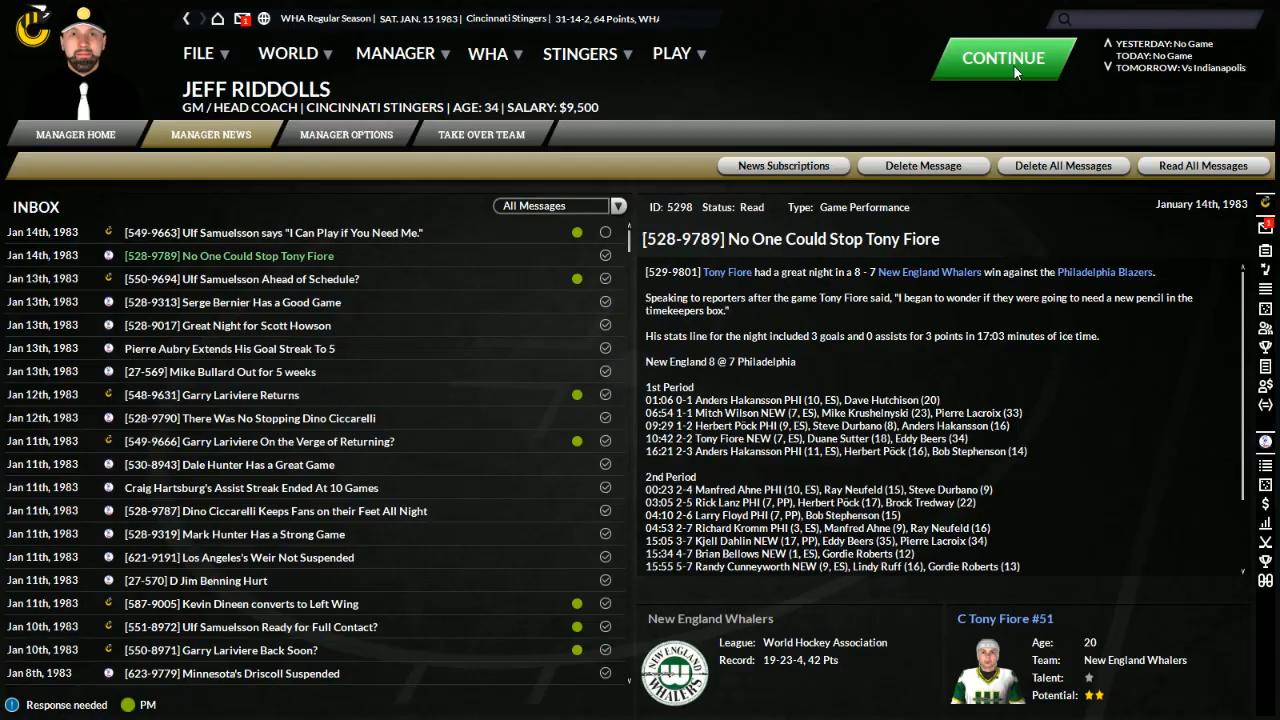 WHA Regular Season | SAT. JAN. 15 1983 | Cincinnati Stingers | 31-14-2, 64 Points, WHA
1
FILE WORLD MANAGER WHA STINGERS PLAY
CONTINUE
YESTERDAY: No Game
TODAY: No Game
TOMORROW: Vs Indianapolis
JEFF RIDDOLLS
GM / HEAD COACH | CINCINNATI STINGERS | AGE: 34 | SALARY: $9,500
MANAGER HOME MANAGER NEWS MANAGER OPTIONS TAKE OVER TEAM
News Subscriptions Delete Message Delete All Messages Read All Messages
INBOX
All Messages
Jan 14th, 1983 [549-9663] Ulf Samuelsson says "I Can Play if You Need Me."
Jan 14th, 1983 [528-9789] No One Could Stop Tony Fiore
Jan 13th, 1983 [550-9694] Ulf Samuelsson Ahead of Schedule?
Jan 13th, 1983 [528-9313] Serge Bernier Has a Good Game
Jan 13th, 1983 [528-9017] Great Night for Scott Howson
Jan 13th, 1983 Pierre Aubry Extends His Goal Streak To 5
Jan 13th, 1983 [27-569] Mike Bullard Out for 5 weeks
Jan 12th, 1983 [548-9631] Garry Lariviere Returns
Jan 12th, 1983 [528-9790] There Was No Stopping Dino Ciccarelli
Jan 11th, 1983 [549-9666] Garry Lariviere On the Verge of Returning?
Jan 11th, 1983 [530-8943] Dale Hunter Has a Great Game
Jan 11th, 1983 Craig Hartsburg's Assist Streak Ended At 10 Games
Jan 11th, 1983 [528-9787] Dino Ciccarelli Keeps Fans on their Feet All Night
Jan 11th, 1983 [528-9319] Mark Hunter Has a Strong Game
Jan 11th, 1983 [621-9191] Los Angeles's Weir Not Suspended
Jan 11th, 1983 [27-570] D Jim Benning Hurt
Jan 11th, 1983 [587-9005] Kevin Dineen converts to Left Wing
Jan 10th, 1983 [551-8972] Ulf Samuelsson Ready for Full Contact?
Jan 10th, 1983 [550-8971] Garry Lariviere Back Soon?
Jan 8th, 1983 [623-9779] Minnesota's Driscoll Suspended
Response needed PM
ID: 5298 Status: Read Type: Game Performance January 14th, 1983
[528-9789] No One Could Stop Tony Fiore
[529-9801] Tony Fiore had a great night in a 8 - 7 New England Whalers win against the Philadelphia Blazers.
Speaking to reporters after the game Tony Fiore said, "I began to wonder if they were going to need a new pencil in the
timekeepers box."
His stats line for the night included 3 goals and 0 assists for 3 points in 17:03 minutes of ice time.
New England 8 @ 7 Philadelphia
1st Period
01:06 0-1 Anders Hakansson PHI (10, ES), Dave Hutchison (20)
06:54 1-1 Mitch Wilson NEW (7, ES), Mike Krushelnyski (23), Pierre Lacroix (33)
09:29 1-2 Herbert Pöck PHI (9, ES), Steve Durbano (8), Anders Hakansson (16)
10:42 2-2 Tony Fiore NEW (7, ES), Duane Sutter (18), Eddy Beers (34)
16:21 2-3 Anders Hakansson PHI (11, ES), Herbert Pöck (16), Bob Stephenson (14)
2nd Period
00:23 2-4 Manfred Ahne PHI (10, ES), Ray Neufeld (15), Steve Durbano (9)
03:05 2-5 Rick Lanz PHI (7, PP), Herbert Pöck (17), Brock Tredway (22)
04:10 2-6 Larry Floyd PHI (7, PP), Bob Stephenson (15)
04:53 2-7 Richard Kromm PHI (3, ES), Manfred Ahne (9), Ray Neufeld (16)
15:05 3-7 Kjell Dahlin NEW (17, PP), Eddy Beers (35), Pierre Lacroix (34)
15:34 4-7 Brian Bellows NEW (1, ES), Gordie Roberts (12)
15:55 5-7 Randy Cunneyworth NEW (9, ES), Lindy Ruff (16), Gordie Roberts (13)
New England Whalers
NEW ENGLAND
WHALERS
League: World Hockey Association
Record: 19-23-4, 42 Pts
C Tony Fiore #51
Age: 20
Team: New England Whalers
Talent:
Potential:
1